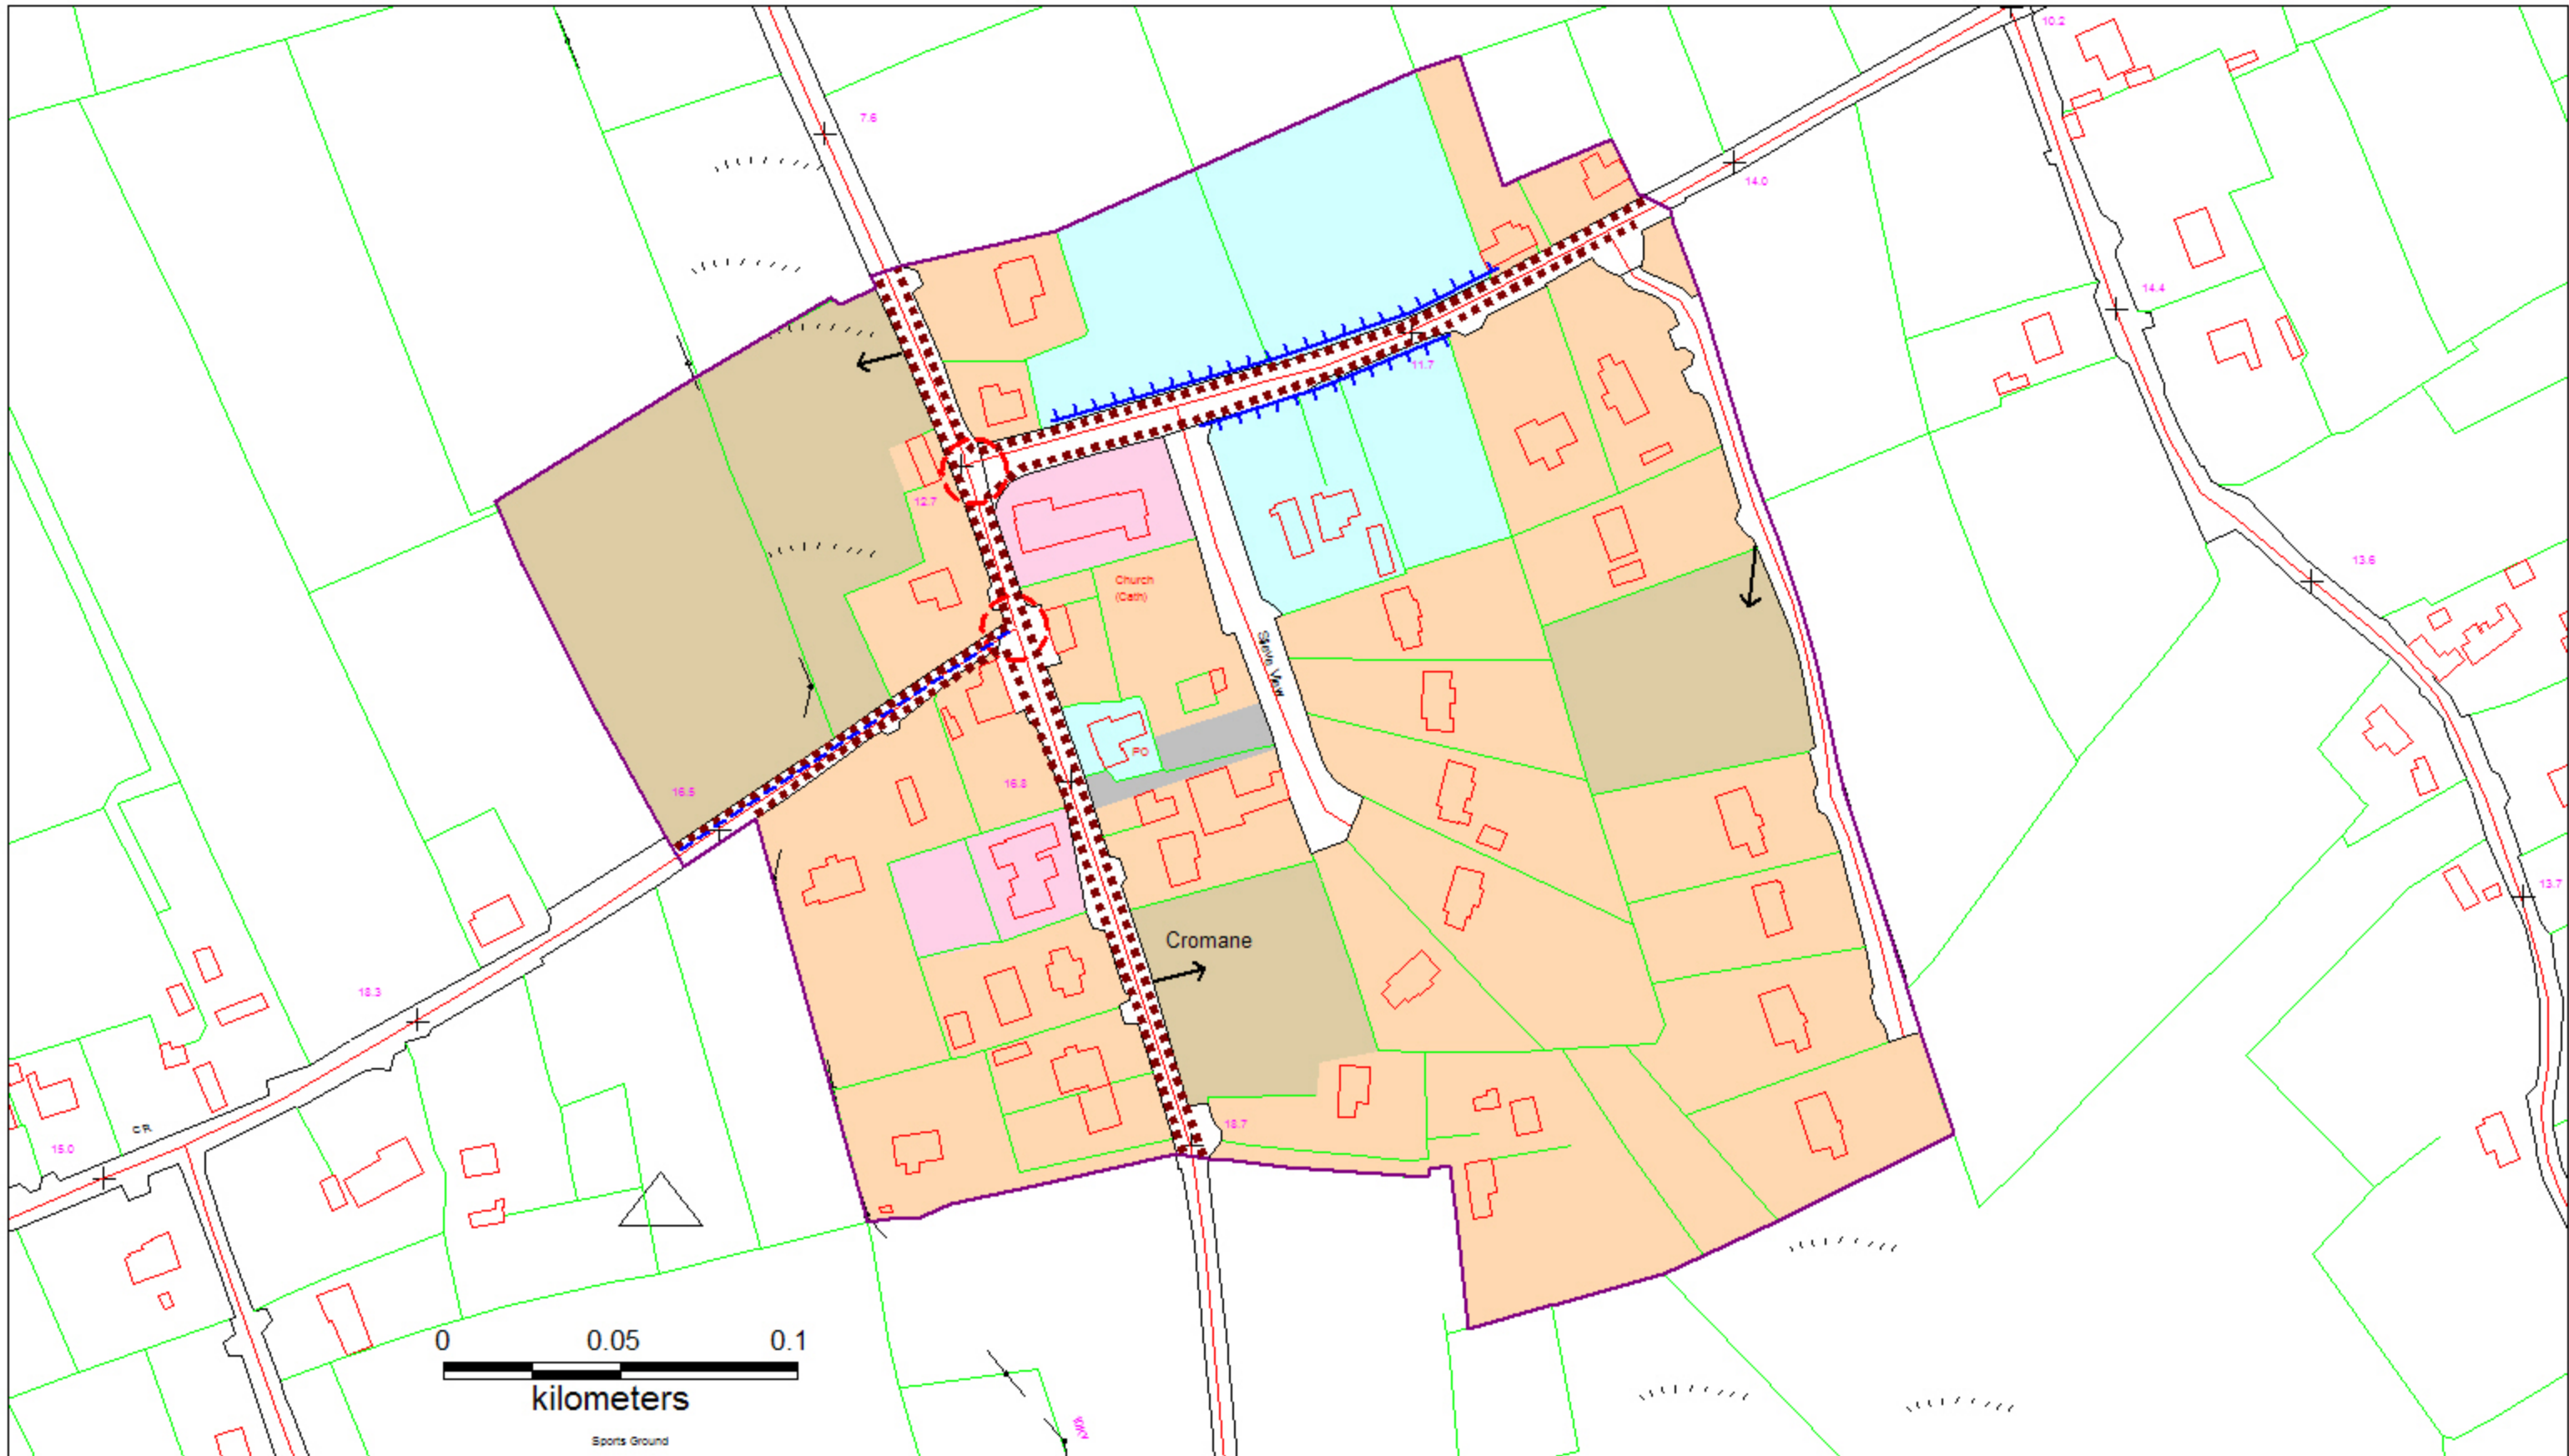 10.2
7.6
14.0
14.4
11.7
12.7
13.6
Church
(Cath)
View
PO
16.5
16.8
13.7
Cromane
18.3
18.7
CR
15.0
0 0.05 0.1
kilometers
Sports Ground